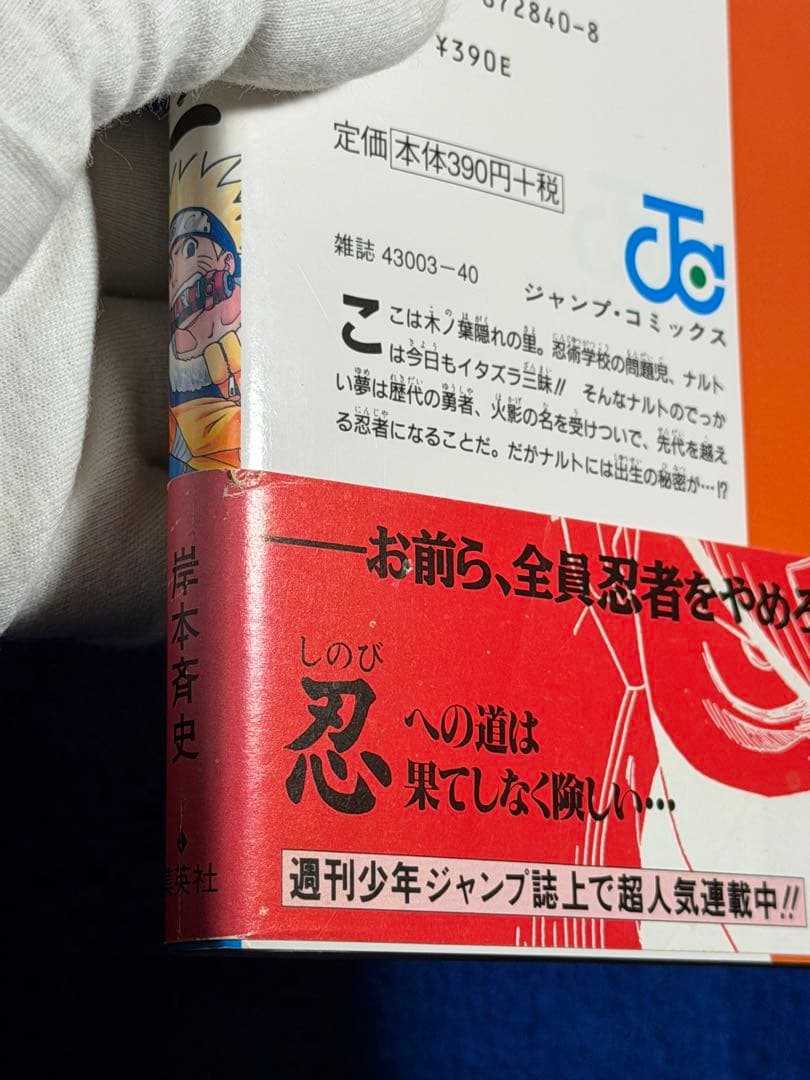 72840-8
¥390E
定価 本体390円+税
雑誌 43003-40
ジャンプ・コミックス
ここは木ノ葉隠れの里。忍術学校の問題児、ナルト
は今日もイタズラ三昧!! そんなナルトのでっか
い夢は歴代の勇者、火影の名を受けついで、先代を越え
る忍者になることだ。だがナルトには出生の秘密が…!?
――お前ら、全員忍者をやめろ
しのび
忍への道は
果てしなく険しい…
週刊少年ジャンプ誌上で超人気連載中!!
岸本斉史
集英社